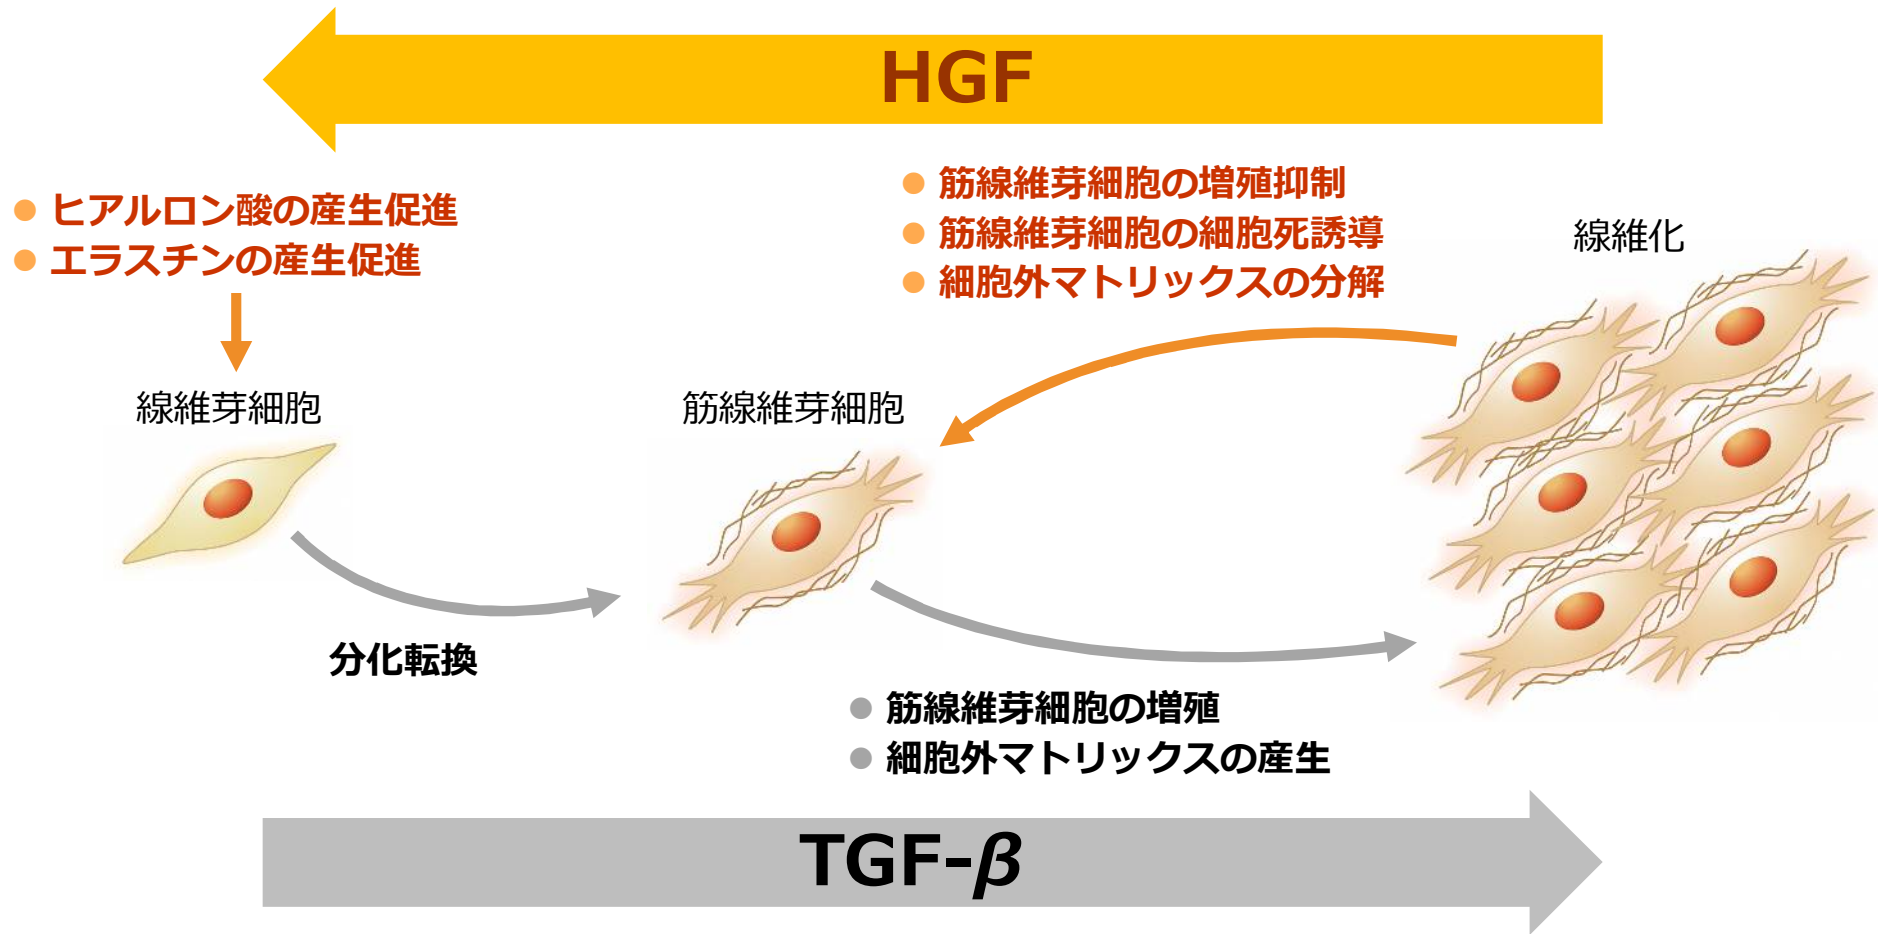 HGF
● ヒアルロン酸の産生促進
● エラスチンの産生促進
● 筋線維芽細胞の増殖抑制
● 筋線維芽細胞の細胞死誘導
● 細胞外マトリックスの分解
線維化
線維芽細胞
筋線維芽細胞
分化転換
● 筋線維芽細胞の増殖
● 細胞外マトリックスの産生
TGF-β